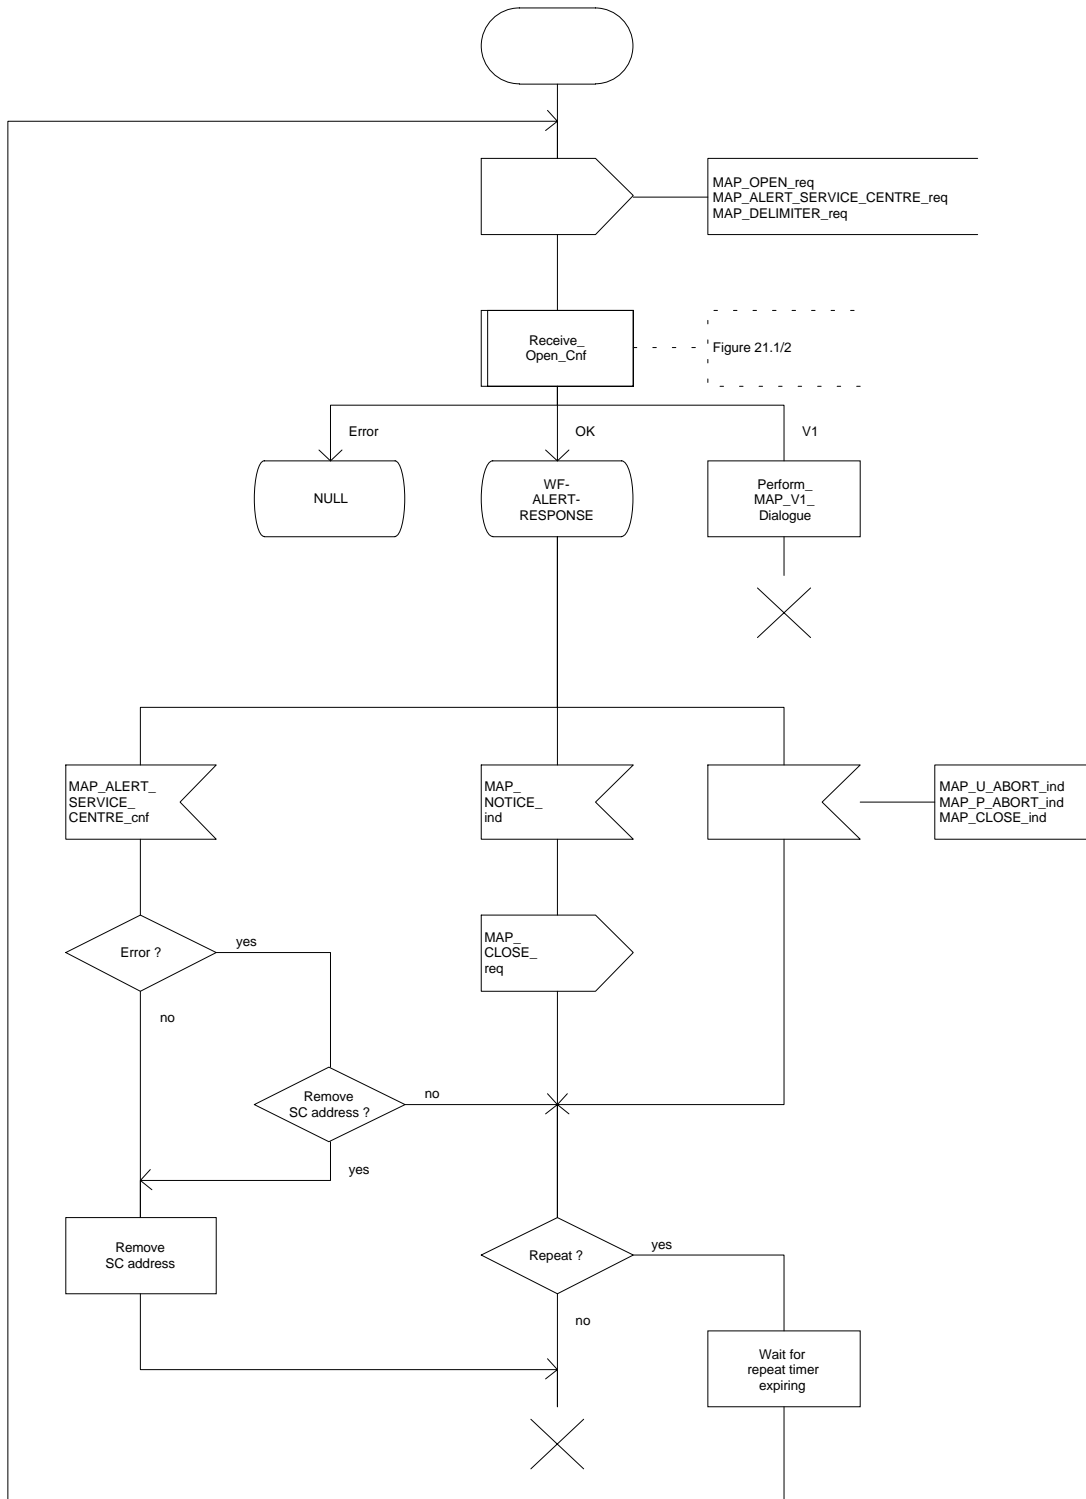 MAP_OPEN_req
MAP_ALERT_SERVICE_CENTRE_req
MAP_DELIMITER_req
Receive_
Open_Cnf
Figure 21.1/2
Error
OK
V1
NULL
WF-
ALERT-
RESPONSE
Perform_
MAP_V1_
Dialogue
MAP_ALERT_
SERVICE_
CENTRE_cnf
MAP_
NOTICE_
ind
MAP_U_ABORT_ind
MAP_P_ABORT_ind
MAP_CLOSE_ind
Error ?
yes
no
MAP_
CLOSE_
req
Remove
SC address ?
no
yes
Remove
SC address
Repeat ?
yes
no
Wait for
repeat timer
expiring